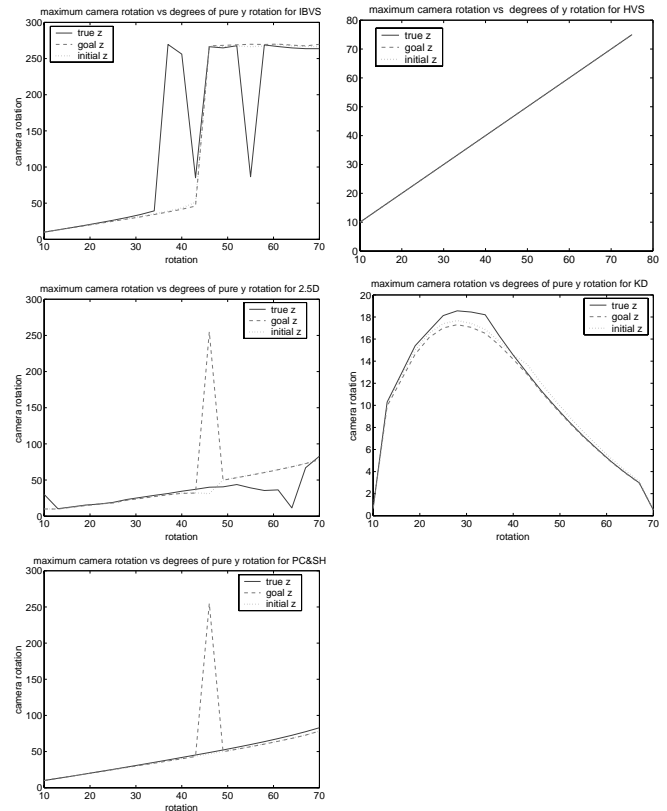 maximum camera rotation vs degrees of pure y rotation for IBVS
300
250
200
150
100
50
0
camera rotation
true z
goal z
initial z
10 20 30 40 50 60 70
rotation
maximum camera rotation vs degrees of y rotation for HVS
80
70
60
50
40
30
20
10
0
true z
goal z
initial z
10 20 30 40 50 60 70 80
maximum camera rotation vs degrees of pure y rotation for 2.5D
300
250
200
150
100
50
0
camera rotation
true z
goal z
initial z
10 20 30 40 50 60 70
rotation
maximum camera rotation vs degrees of pure y rotation for KD
20
18
16
14
12
10
8
6
4
2
0
camera rotation
true z
goal z
initial z
10 20 30 40 50 60 70
rotation
maximum camera rotation vs degrees of pure y rotation for PC&SH
300
250
200
150
100
50
0
camera rotation
true z
goal z
initial z
10 20 30 40 50 60 70
rotation